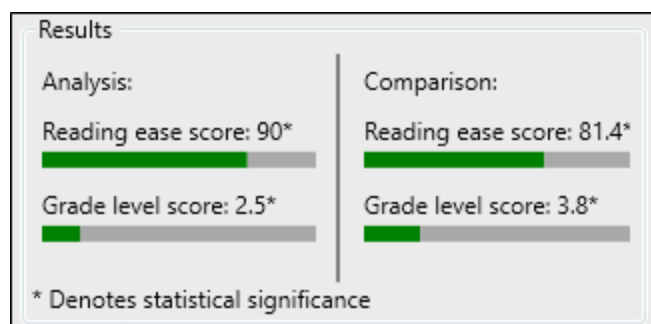 Results
Analysis:
Reading ease score: 90*
Grade level score: 2.5*
Comparison:
Reading ease score: 81.4*
Grade level score: 3.8*
* Denotes statistical significance